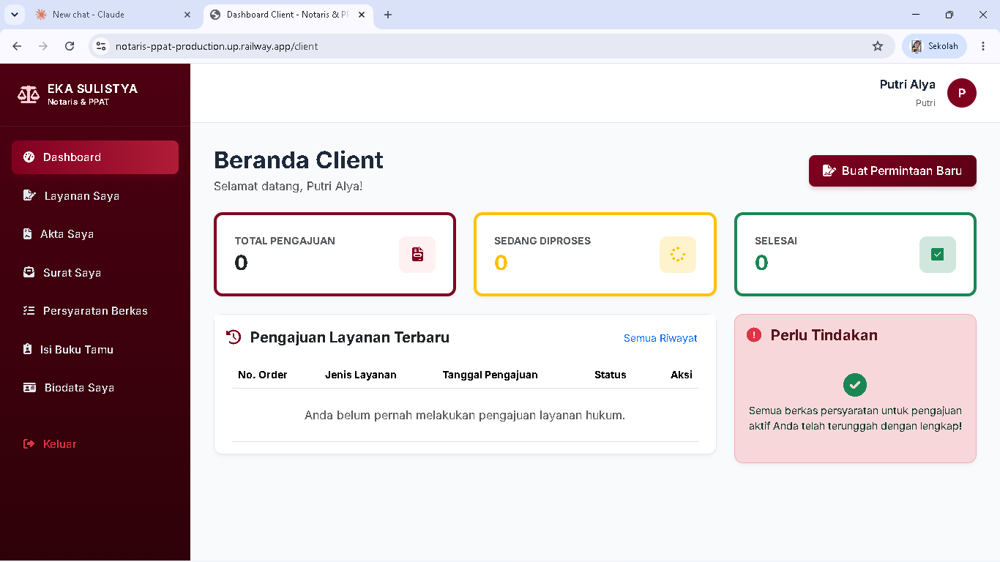 New chat - Claude
Dashboard Client - Notaris & PP
notaris-ppat-production.up.railway.app/client
Sekolah
EKA SULISTYA
Notaris & PPAT
Putri Alya
Putri
P
Dashboard
Layanan Saya
Akta Saya
Surat Saya
Persyaratan Berkas
Isi Buku Tamu
Biodata Saya
Keluar
Beranda Client
Selamat datang, Putri Alya!
Buat Permintaan Baru
TOTAL PENGAJUAN
0
SEDANG DIPROSES
0
SELESAI
0
Pengajuan Layanan Terbaru
Semua Riwayat
No. Order Jenis Layanan Tanggal Pengajuan Status Aksi
Anda belum pernah melakukan pengajuan layanan hukum.
Perlu Tindakan
Semua berkas persyaratan untuk pengajuan
aktif Anda telah terunggah dengan lengkap!